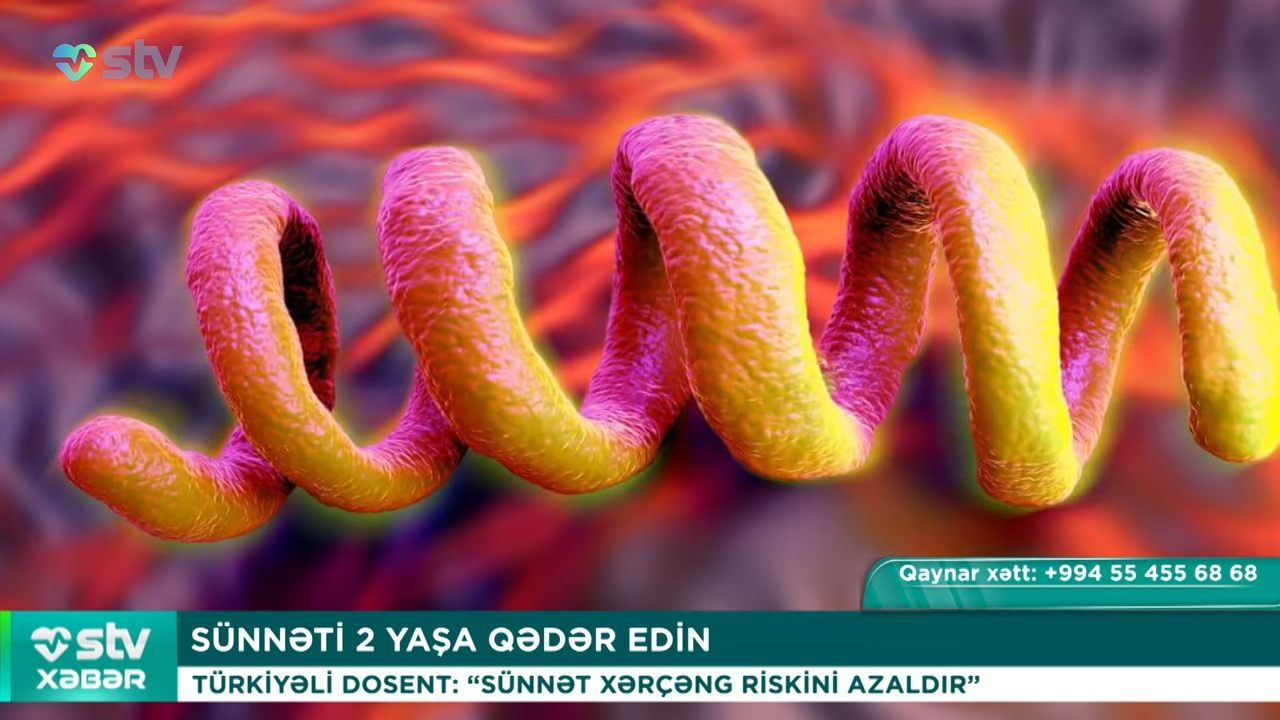 stv
Qaynar xətt: +994 55 455 68 68
stv
XƏBƏR
SÜNNƏTİ 2 YAŞA QƏDƏR EDİN
TÜRKİYƏLİ DOSENT: “SÜNNƏT XƏRÇƏNG RİSKİNİ AZALDIR”